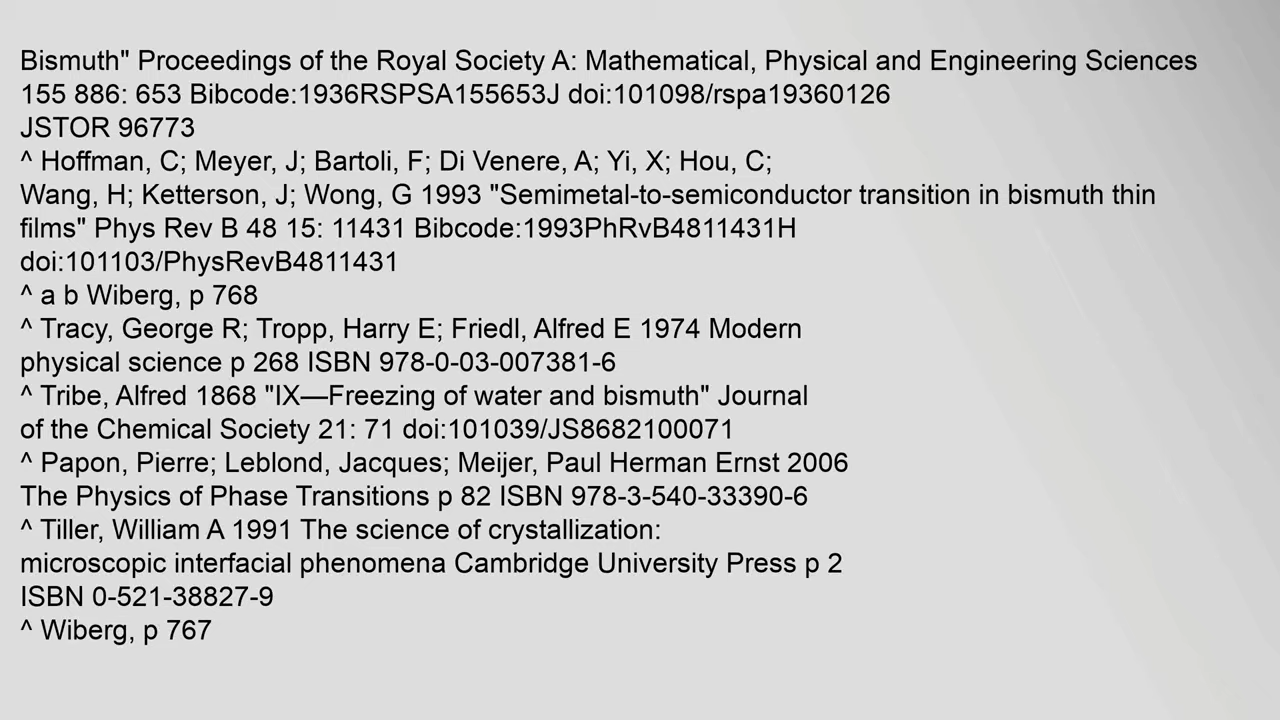 Bismuth" Proceedings of the Royal Society A: Mathematical, Physical and Engineering Sciences
155 886: 653 Bibcode:1936RSPSA155653J doi:101098/rspa19360126
JSTOR 96773
^ Hoffman, C; Meyer, J; Bartoli, F; Di Venere, A; Yi, X; Hou, C;
Wang, H; Ketterson, J; Wong, G 1993 "Semimetal-to-semiconductor transition in bismuth thin
films" Phys Rev B 48 15: 11431 Bibcode:1993PhRvB4811431H
doi:101103/PhysRevB4811431
^ a b Wiberg, p 768
^ Tracy, George R; Tropp, Harry E; Friedl, Alfred E 1974 Modern
physical science p 268 ISBN 978-0-03-007381-6
^ Tribe, Alfred 1868 "IX—Freezing of water and bismuth" Journal
of the Chemical Society 21: 71 doi:101039/JS8682100071
^ Papon, Pierre; Leblond, Jacques; Meijer, Paul Herman Ernst 2006
The Physics of Phase Transitions p 82 ISBN 978-3-540-33390-6
^ Tiller, William A 1991 The science of crystallization:
microscopic interfacial phenomena Cambridge University Press p 2
ISBN 0-521-38827-9
^ Wiberg, p 767